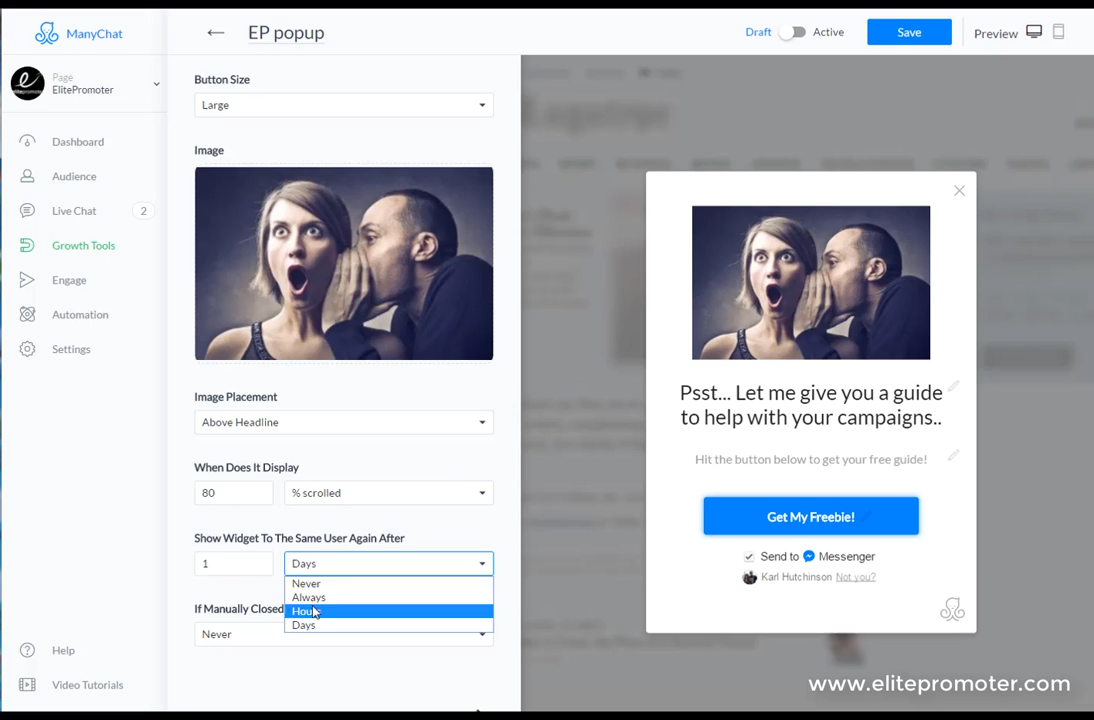 ManyChat
EP popup
Draft
Active
Save
Preview
Page
ElitePromoter
Dashboard
Audience
Live Chat
2
Growth Tools
Engage
Automation
Settings
Help
Video Tutorials
Button Size
Large
Image
Image Placement
Above Headline
When Does It Display
80
% scrolled
Show Widget To The Same User Again After
1
Days
Never
Always
Days
If Manually Closed
Never
Psst... Let me give you a guide
to help with your campaigns..
Hit the button below to get your free guide!
Get My Freebie!
Send to Messenger
Karl Hutchinson Not you?
www.elitepromoter.com